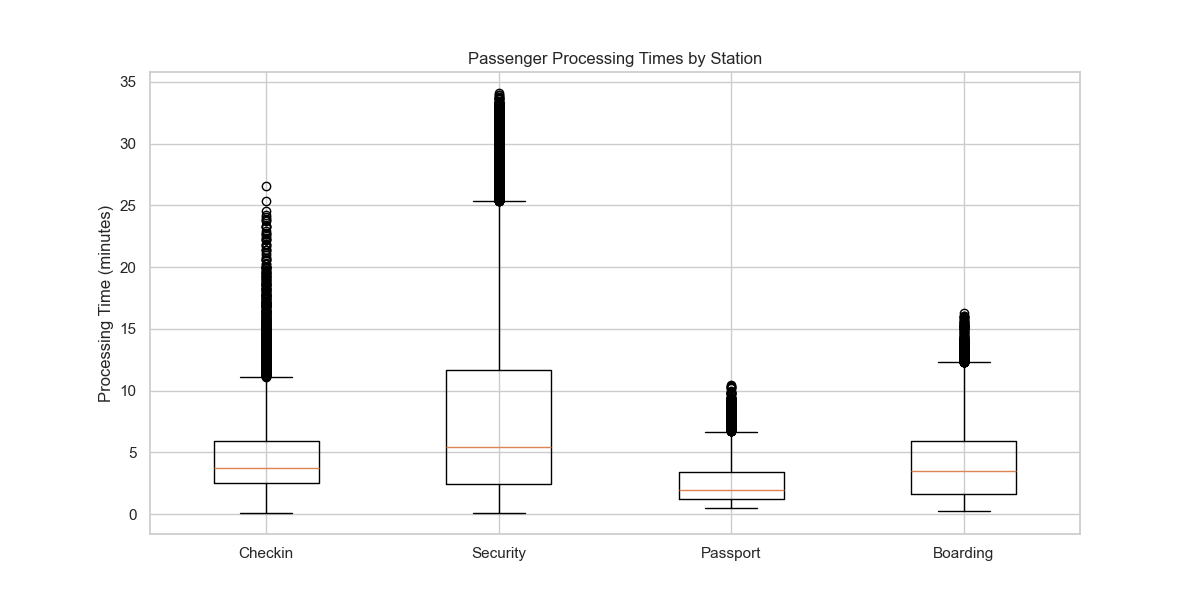 Passenger Processing Times by Station
Processing Time (minutes)
35
30
25
20
15
10
5
0
Checkin
Security
Passport
Boarding